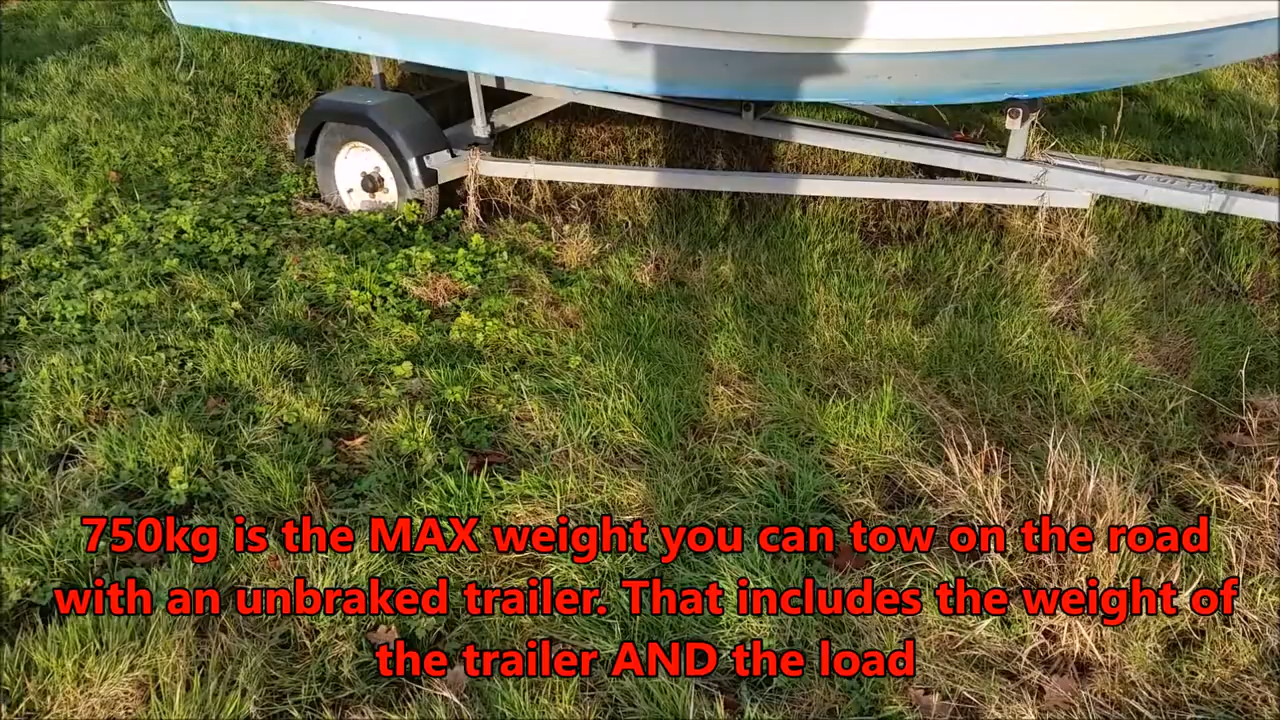 750kg is the MAX weight you can tow on the road
with an unbraked trailer. That includes the weight of
the trailer AND the load